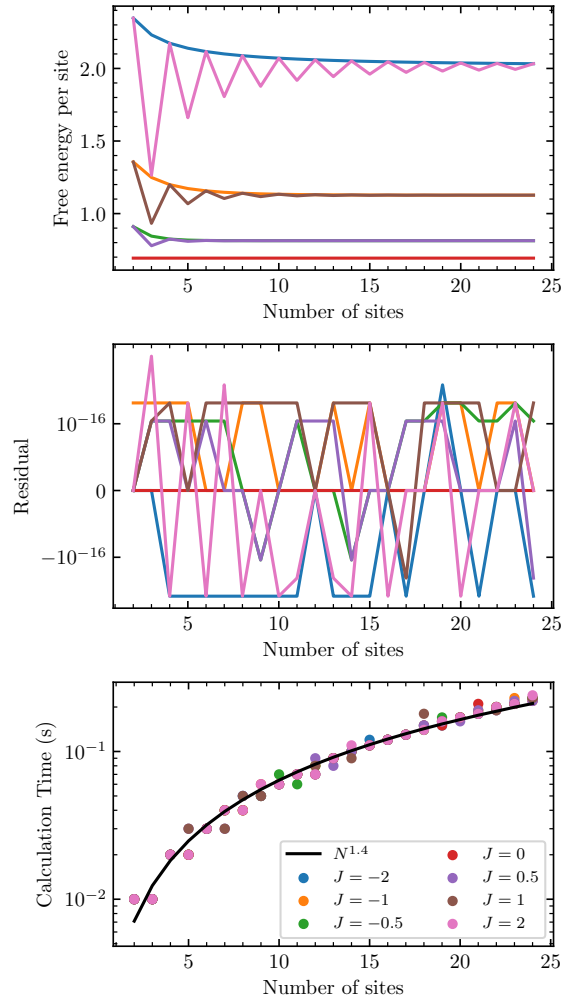 Free energy per site
2.0
1.5
1.0
5 10 15 20 25
Number of sites
Residual
10^{-16}
0
−10^{-16}
5 10 15 20 25
Number of sites
Calculation Time (s)
10^{-1}
10^{-2}
N^{1.4}
J = −2
J = −1
J = −0.5
J = 0
J = 0.5
J = 1
J = 2
5 10 15 20 25
Number of sites